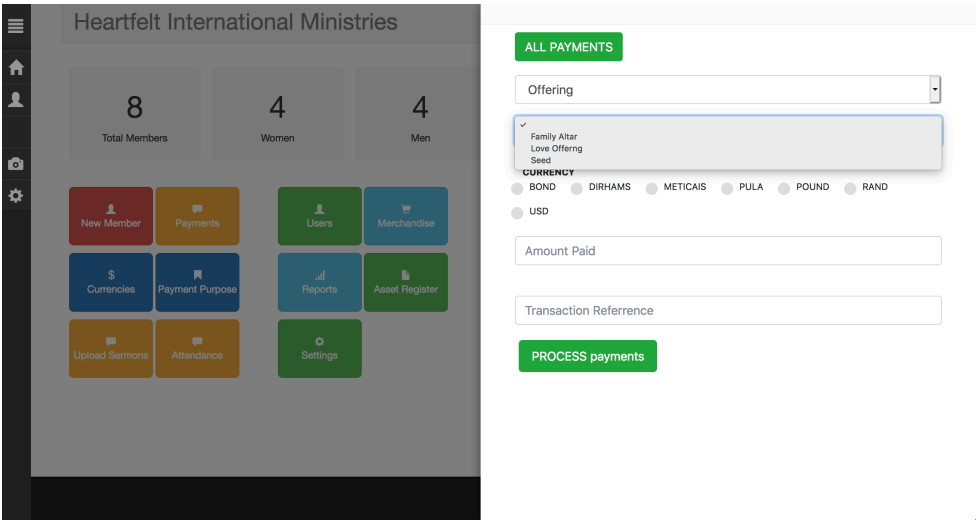 Heartfelt International Ministries
8
Total Members
4
Women
4
Men
New Member
Payments
Users
Merchandise
Currencies
Payment Purpose
Reports
Asset Register
Upload Sermons
Attendance
Settings
ALL PAYMENTS
Offering
Family Altar
Love Offerng
Seed
CURRENCY
BOND DIRHAMS METICAIS PULA POUND RAND
USD
Amount Paid
Transaction Referrence
PROCESS payments